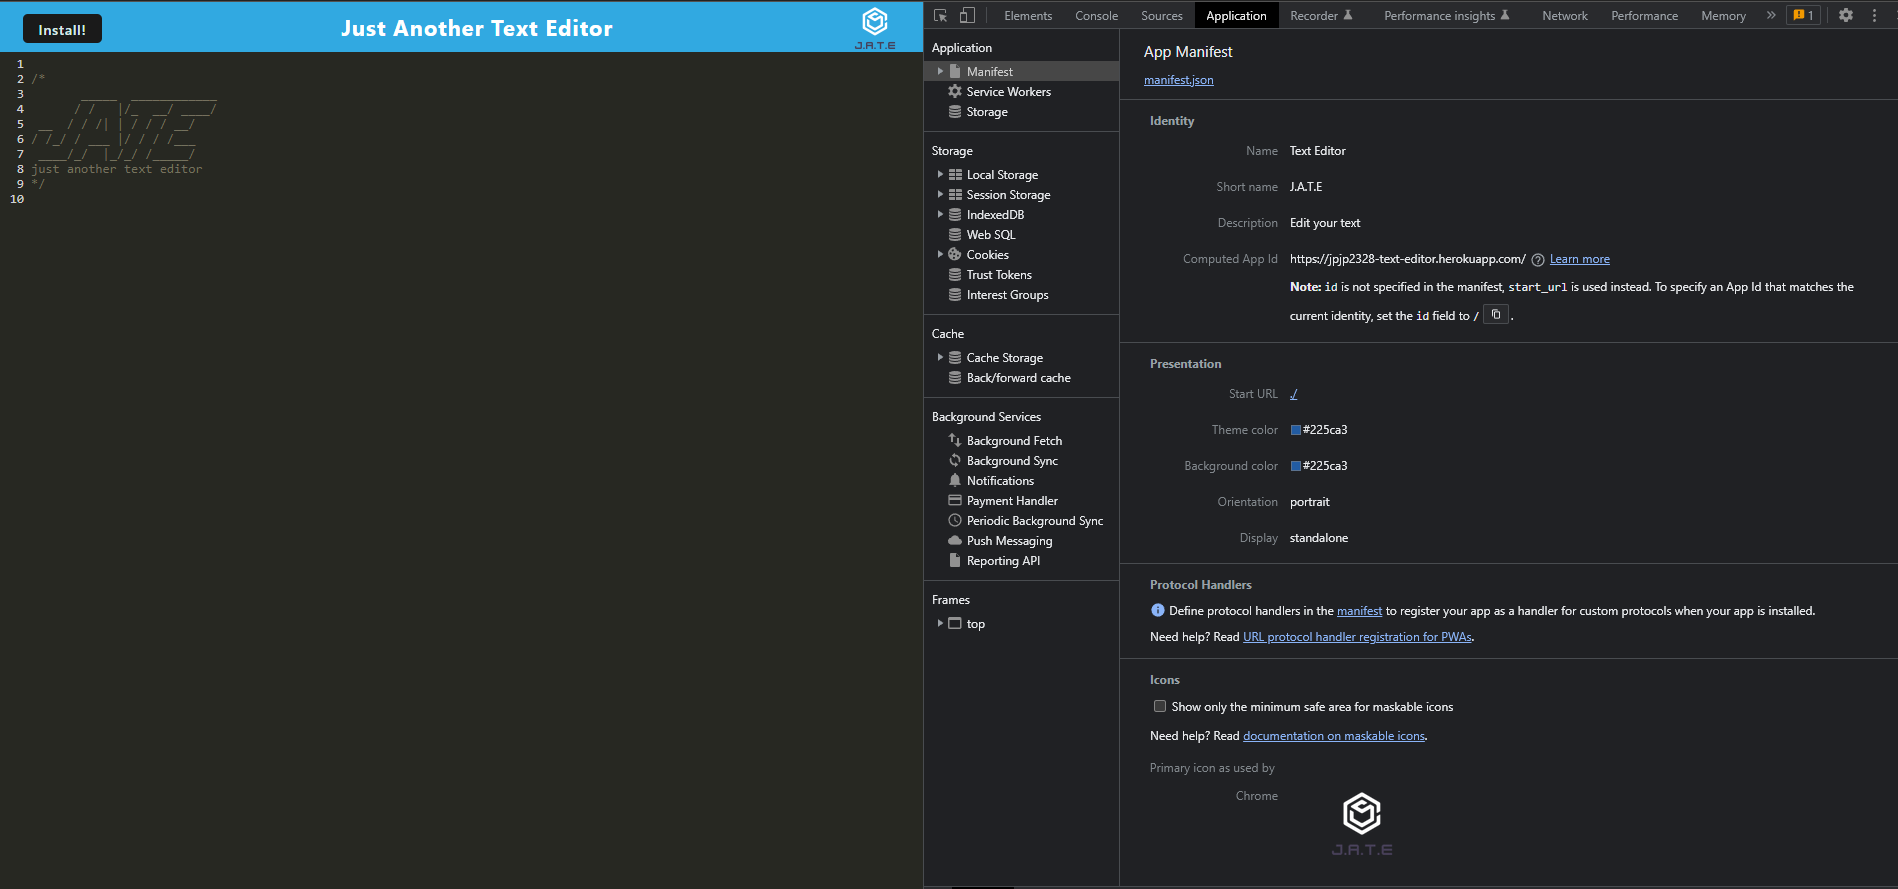 Install!
Just Another Text Editor
J.A.T.E
1
2 /*
3       _____  ____________
4      / /   |/_  __/ ____/
5 __  / / /| | / / / __/
6 / /_/ / ___ |/ / / /___
7 ____/_/  |_/_/ /_____/
8 just another text editor
9 */
10
Elements Console Sources Application Recorder Performance insights Network Performance Memory » 1
Application
Manifest
Service Workers
Storage
Storage
Local Storage
Session Storage
IndexedDB
Web SQL
Cookies
Trust Tokens
Interest Groups
Cache
Cache Storage
Back/forward cache
Background Services
Background Fetch
Background Sync
Notifications
Payment Handler
Periodic Background Sync
Push Messaging
Reporting API
Frames
top
App Manifest
manifest.json
Identity
Name Text Editor
Short name J.A.T.E
Description Edit your text
Computed App Id https://jpjp2328-text-editor.herokuapp.com/ Learn more
Note: id is not specified in the manifest, start_url is used instead. To specify an App Id that matches the
current identity, set the id field to / .
Presentation
Start URL ./
Theme color #225ca3
Background color #225ca3
Orientation portrait
Display standalone
Protocol Handlers
Define protocol handlers in the manifest to register your app as a handler for custom protocols when your app is installed.
Need help? Read URL protocol handler registration for PWAs.
Icons
Show only the minimum safe area for maskable icons
Need help? Read documentation on maskable icons.
Primary icon as used by
Chrome
J.A.T.E